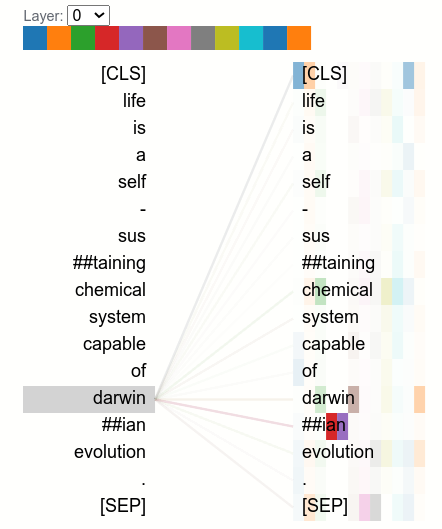 Layer: 0
[CLS] [CLS]
life life
is is
a a
self self
- -
sus sus
##taining ##taining
chemical chemical
system system
capable capable
of of
darwin darwin
##ian ##ian
evolution evolution
. .
[SEP] [SEP]